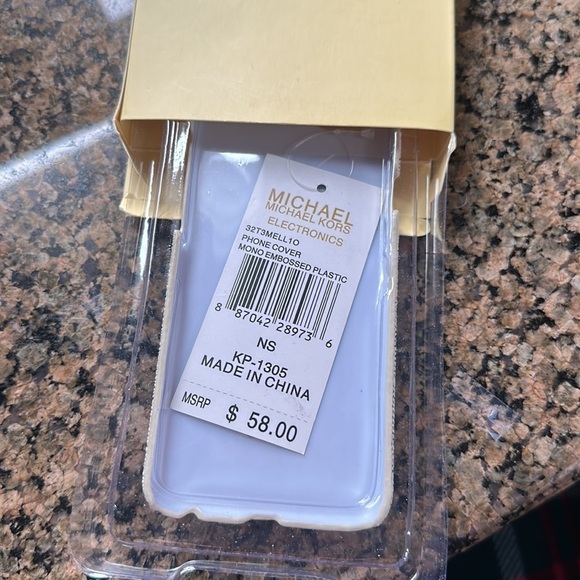 MICHAEL
MICHAEL KORS
ELECTRONICS
32T3MELL1O
PHONE COVER
MONO EMBOSSED PLASTIC
8 87042 28973 6
NS
KP-1305
MADE IN CHINA
MSRP $ 58.00